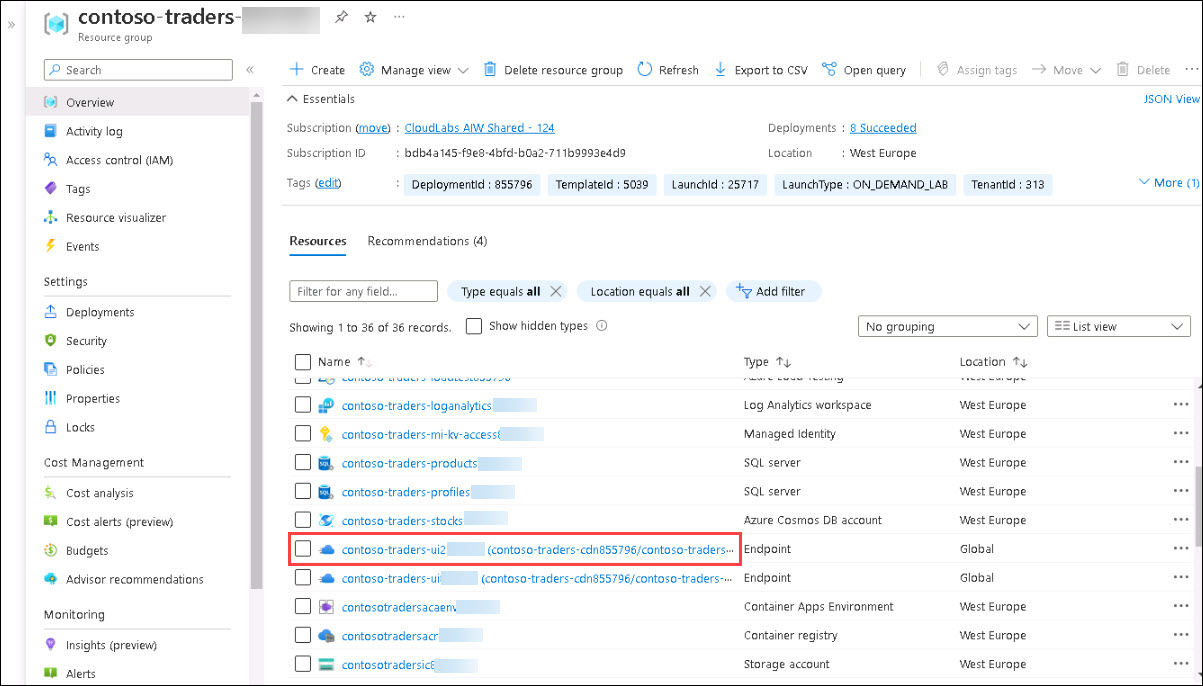 contoso-traders-
Resource group
Search
Create
Manage view
Delete resource group
Refresh
Export to CSV
Open query
Assign tags
Move
Delete
Overview
Activity log
Access control (IAM)
Tags
Resource visualizer
Events
Settings
Deployments
Security
Policies
Properties
Locks
Cost Management
Cost analysis
Cost alerts (preview)
Budgets
Advisor recommendations
Monitoring
Insights (preview)
Alerts
Essentials
JSON View
Subscription (move) : CloudLabs AIW Shared - 124
Deployments : 8 Succeeded
Subscription ID : bdb4a145-f9e8-4bfd-b0a2-711b9993e4d9
Location : West Europe
Tags (edit) : DeploymentId : 855796 TemplateId : 5039 LaunchId : 25717 LaunchType : ON_DEMAND_LAB TenantId : 313
More (1)
Resources Recommendations (4)
Filter for any field...
Type equals all
Location equals all
Add filter
Showing 1 to 36 of 36 records.
Show hidden types
No grouping
List view
Name Type Location
contoso-traders-loadtest855796 Azure Load Testing West Europe
contoso-traders-loganalytics Log Analytics workspace West Europe
contoso-traders-mi-kv-access8 Managed Identity West Europe
contoso-traders-products SQL server West Europe
contoso-traders-profiles SQL server West Europe
contoso-traders-stocks Azure Cosmos DB account West Europe
contoso-traders-ui2 (contoso-traders-cdn855796/contoso-traders-... Endpoint Global
contoso-traders-ui (contoso-traders-cdn855796/contoso-traders-... Endpoint Global
contosotradersacaenv Container Apps Environment West Europe
contosotradersacr Container registry West Europe
contosotradersic8 Storage account West Europe